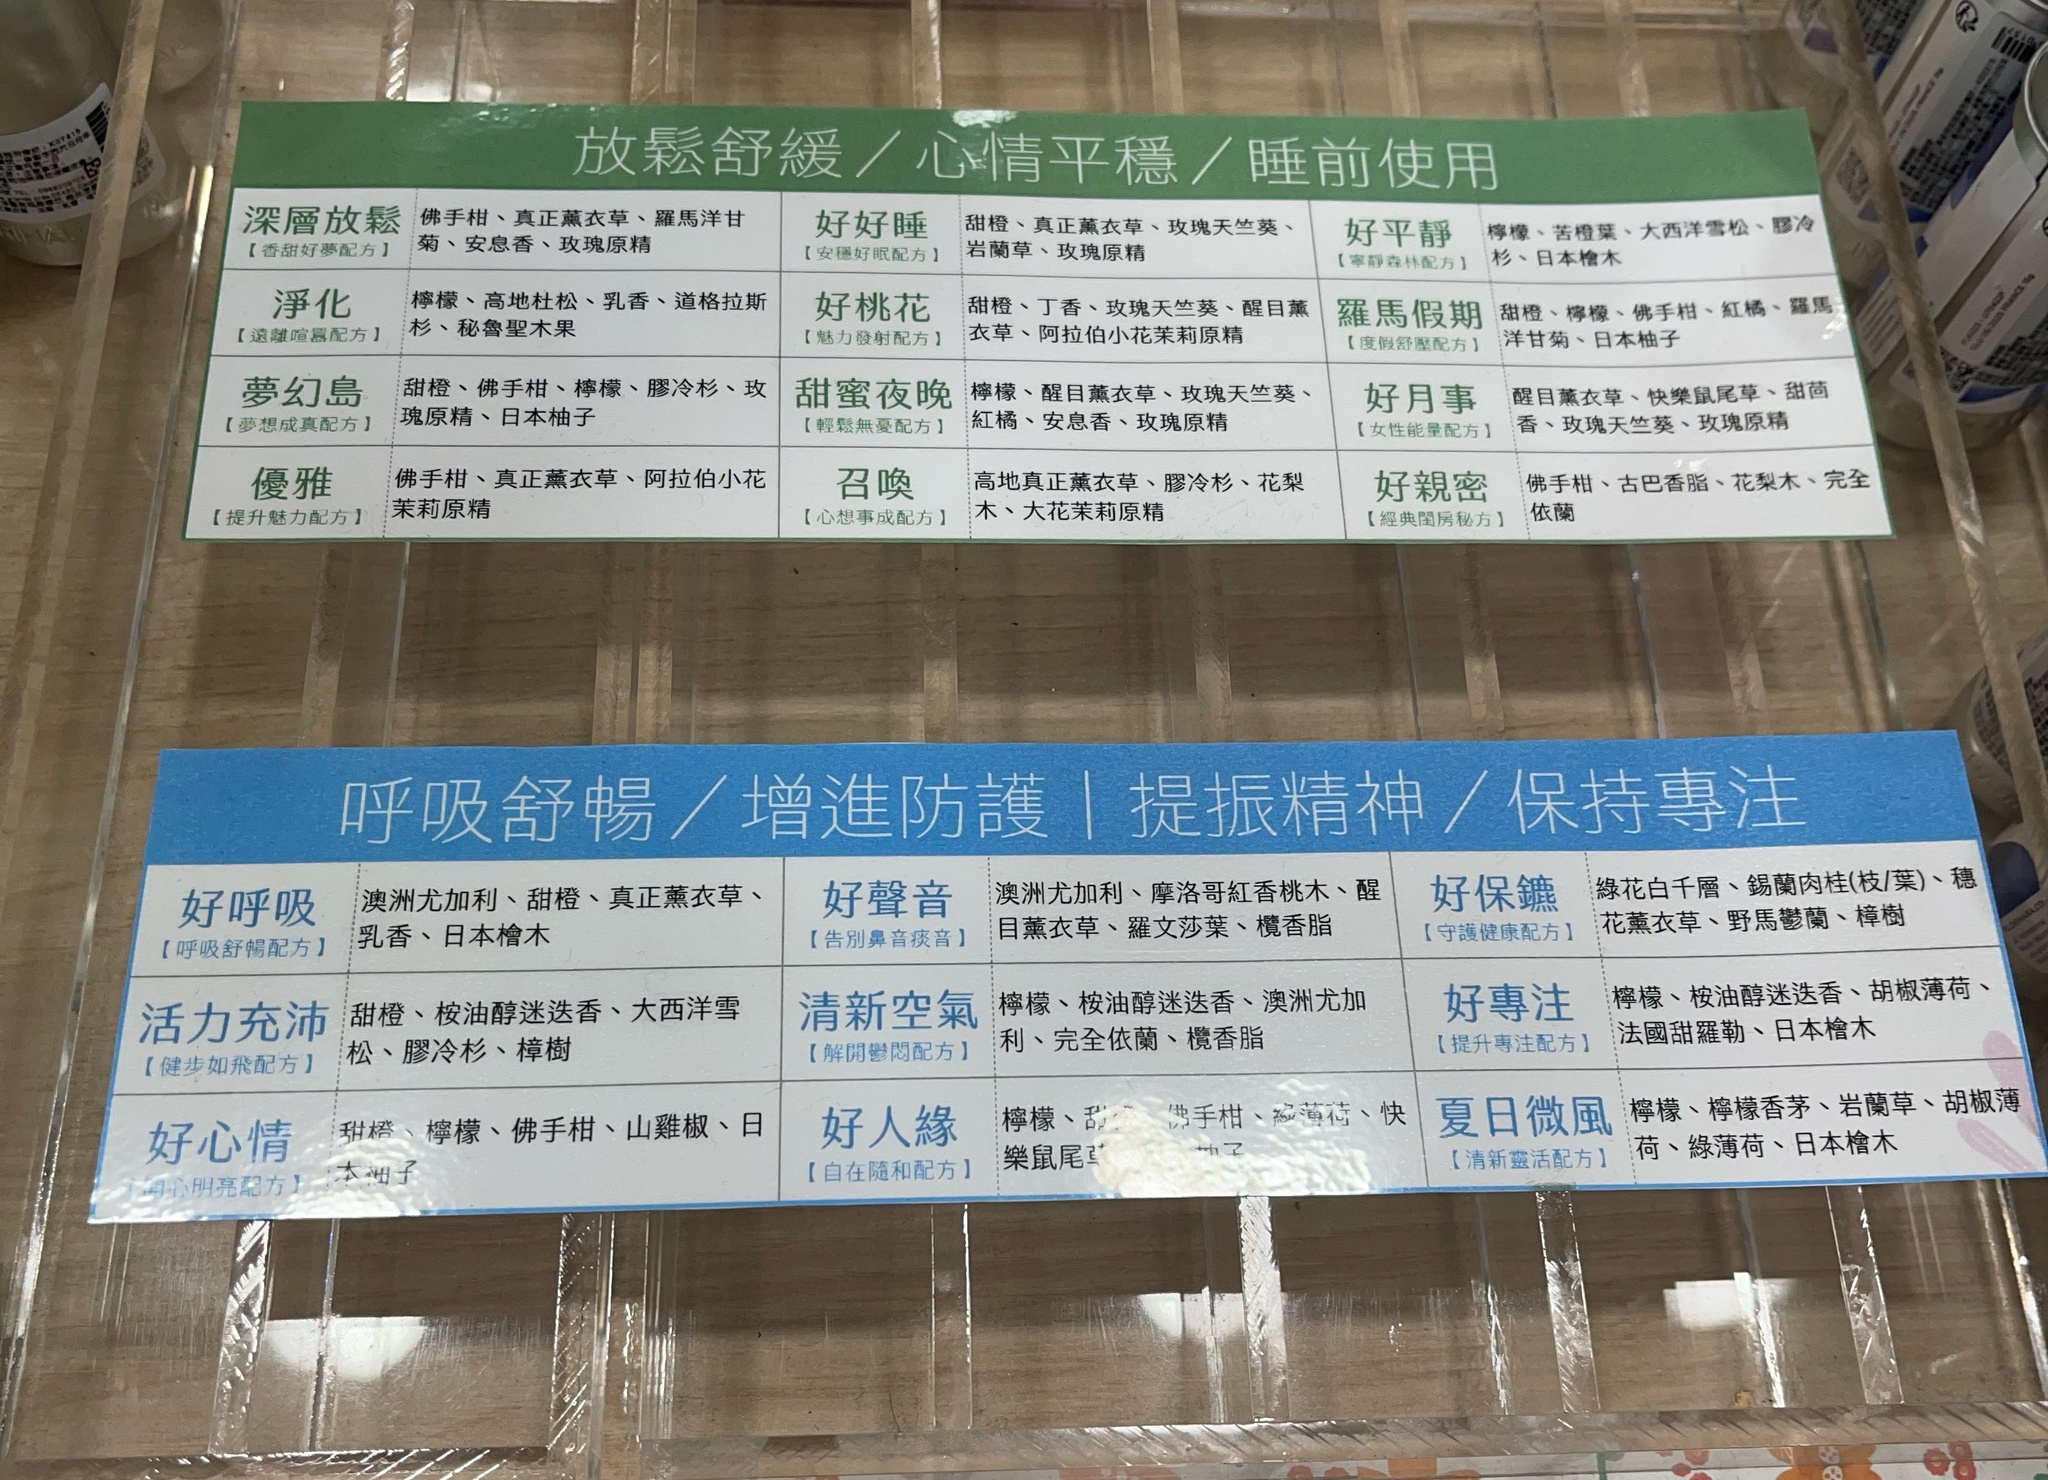 放鬆舒緩／心情平穩／睡前使用
深層放鬆
【香甜好夢配方】
佛手柑、真正薰衣草、羅馬洋甘
菊、安息香、玫瑰原精
好好睡
【安穩好眠配方】
甜橙、真正薰衣草、玫瑰天竺葵、
岩蘭草、玫瑰原精
好平靜
【寧靜森林配方】
檸檬、苦橙葉、大西洋雪松、膠冷
杉、日本檜木
淨化
【遠離喧囂配方】
檸檬、高地杜松、乳香、道格拉斯
杉、秘魯聖木果
好桃花
【魅力發射配方】
甜橙、丁香、玫瑰天竺葵、醒目薰
衣草、阿拉伯小花茉莉原精
羅馬假期
【度假舒壓配方】
甜橙、檸檬、佛手柑、紅橘、羅馬
洋甘菊、日本柚子
夢幻島
【夢想成真配方】
甜橙、佛手柑、檸檬、膠冷杉、玫
瑰原精、日本柚子
甜蜜夜晚
【輕鬆無憂配方】
檸檬、醒目薰衣草、玫瑰天竺葵、
紅橘、安息香、玫瑰原精
好月事
【女性能量配方】
醒目薰衣草、快樂鼠尾草、甜茴
香、玫瑰天竺葵、玫瑰原精
優雅
【提升魅力配方】
佛手柑、真正薰衣草、阿拉伯小花
茉莉原精
召喚
【心想事成配方】
高地真正薰衣草、膠冷杉、花梨
木、大花茉莉原精
好親密
【經典閨房秘方】
佛手柑、古巴香脂、花梨木、完全
依蘭
呼吸舒暢／增進防護｜提振精神／保持專注
好呼吸
【呼吸舒暢配方】
澳洲尤加利、甜橙、真正薰衣草、
乳香、日本檜木
好聲音
【告別鼻音痰音】
澳洲尤加利、摩洛哥紅香桃木、醒
目薰衣草、羅文莎葉、欖香脂
好保鑣
【守護健康配方】
綠花白千層、錫蘭肉桂(枝/葉)、穗
花薰衣草、野馬鬱蘭、樟樹
活力充沛
【健步如飛配方】
甜橙、桉油醇迷迭香、大西洋雪
松、膠冷杉、樟樹
清新空氣
【解開鬱悶配方】
檸檬、桉油醇迷迭香、澳洲尤加
利、完全依蘭、欖香脂
好專注
【提升專注配方】
檸檬、桉油醇迷迭香、胡椒薄荷、
法國甜羅勒、日本檜木
好心情
【開心明亮配方】
甜橙、檸檬、佛手柑、山雞椒、日
本柚子
好人緣
【自在隨和配方】
檸檬、甜 佛手柑、綠薄荷、快
樂鼠尾草 柚子
夏日微風
【清新靈活配方】
檸檬、檸檬香茅、岩蘭草、胡椒薄
荷、綠薄荷、日本檜木